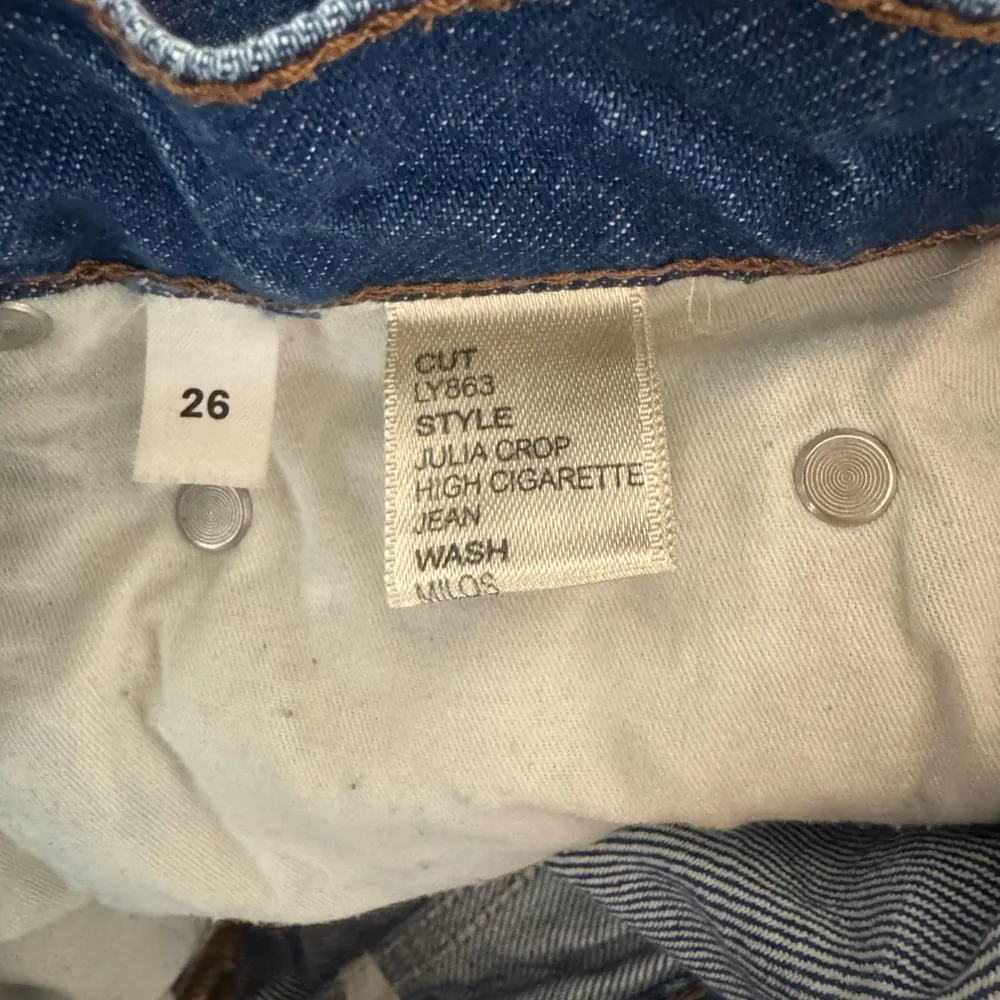 26
CUT
LY863
STYLE
JULIA CROP
HIGH CIGARETTE
JEAN
WASH
MILOS